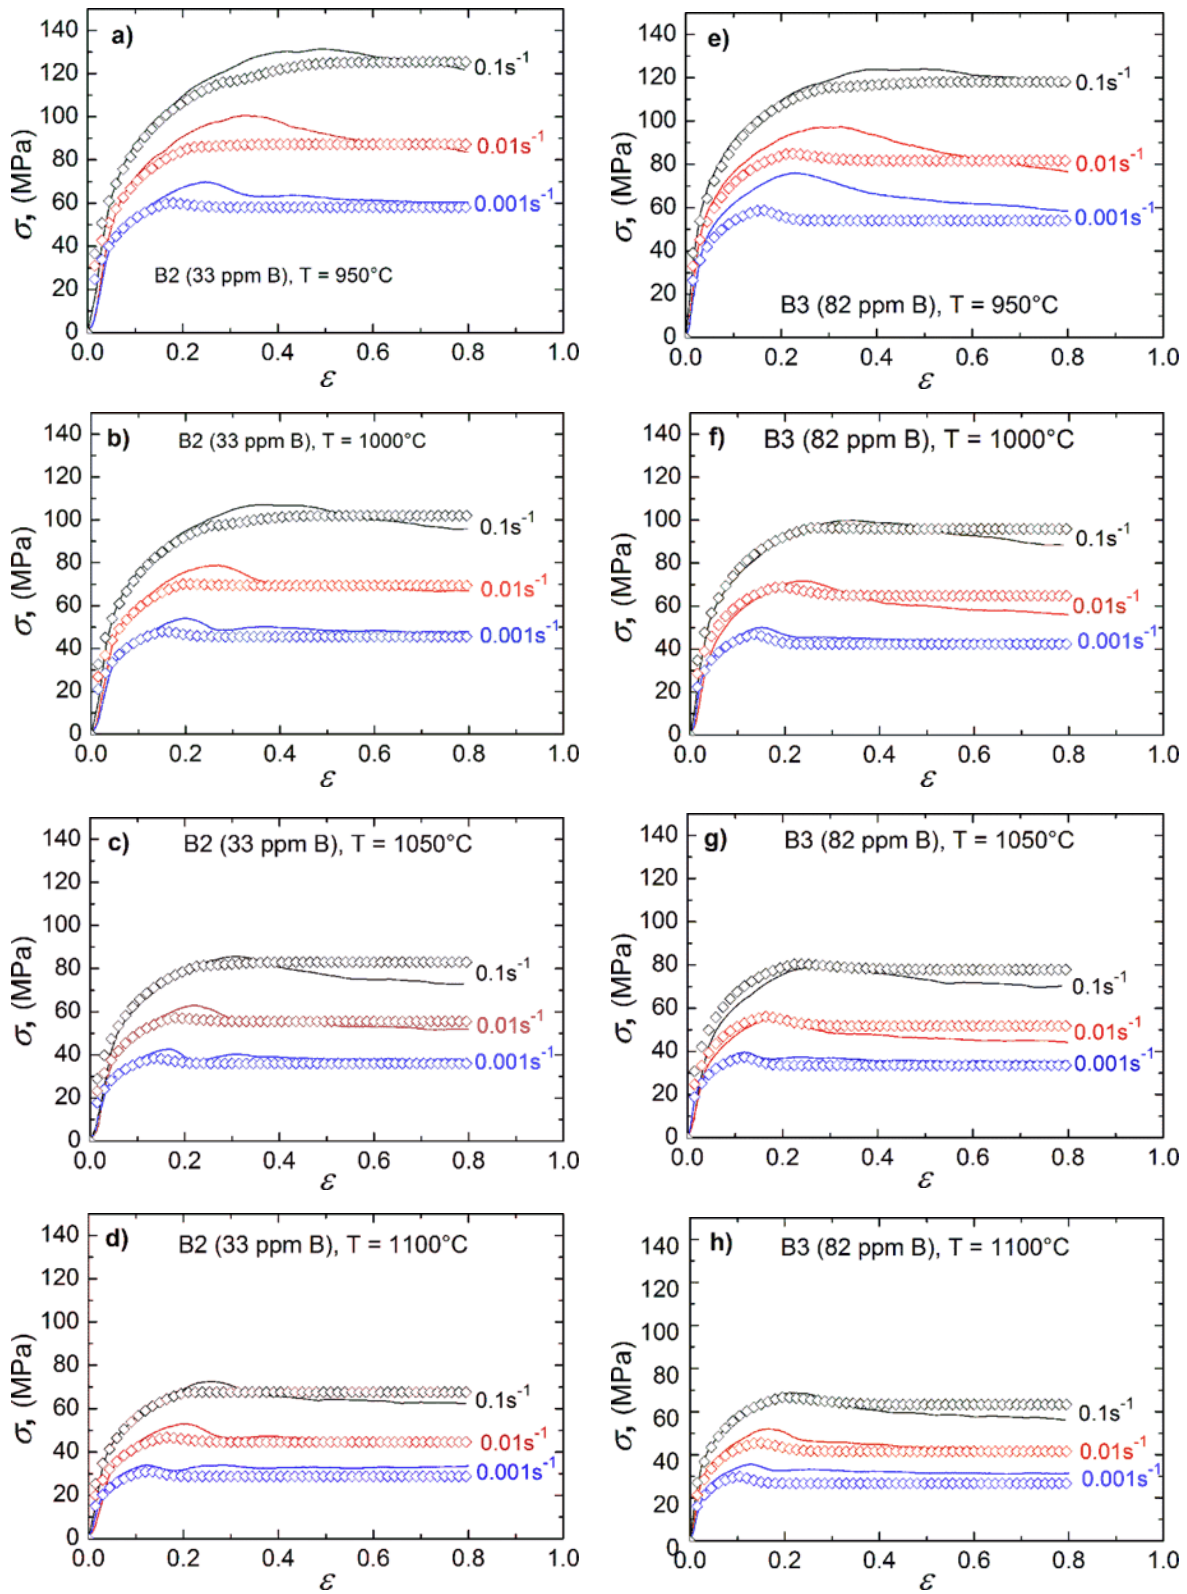 a)
140
120
100
80
60
40
20
0
σ, (MPa)
0.1s⁻¹
0.01s⁻¹
0.001s⁻¹
B2 (33 ppm B), T = 950°C
0.0 0.2 0.4 0.6 0.8 1.0
ε
e)
140
120
100
80
60
40
20
0
σ, (MPa)
0.1s⁻¹
0.01s⁻¹
0.001s⁻¹
B3 (82 ppm B), T = 950°C
0.0 0.2 0.4 0.6 0.8 1.0
ε
b)
B2 (33 ppm B), T = 1000°C
140
120
100
80
60
40
20
0
σ, (MPa)
0.1s⁻¹
0.01s⁻¹
0.001s⁻¹
0.0 0.2 0.4 0.6 0.8 1.0
ε
f)
B3 (82 ppm B), T = 1000°C
140
120
100
80
60
40
20
0
σ, (MPa)
0.1s⁻¹
0.01s⁻¹
0.001s⁻¹
0.0 0.2 0.4 0.6 0.8 1.0
ε
c)
B2 (33 ppm B), T = 1050°C
140
120
100
80
60
40
20
0
σ, (MPa)
0.1s⁻¹
0.01s⁻¹
0.001s⁻¹
0.0 0.2 0.4 0.6 0.8 1.0
ε
g)
B3 (82 ppm B), T = 1050°C
140
120
100
80
60
40
20
0
σ, (MPa)
0.1s⁻¹
0.01s⁻¹
0.001s⁻¹
0.0 0.2 0.4 0.6 0.8 1.0
ε
d)
B2 (33 ppm B), T = 1100°C
140
120
100
80
60
40
20
0
σ, (MPa)
0.1s⁻¹
0.01s⁻¹
0.001s⁻¹
0.0 0.2 0.4 0.6 0.8 1.0
ε
h)
B3 (82 ppm B), T = 1100°C
140
120
100
80
60
40
20
0
σ, (MPa)
0.1s⁻¹
0.01s⁻¹
0.001s⁻¹
0.0 0.2 0.4 0.6 0.8 1.0
ε